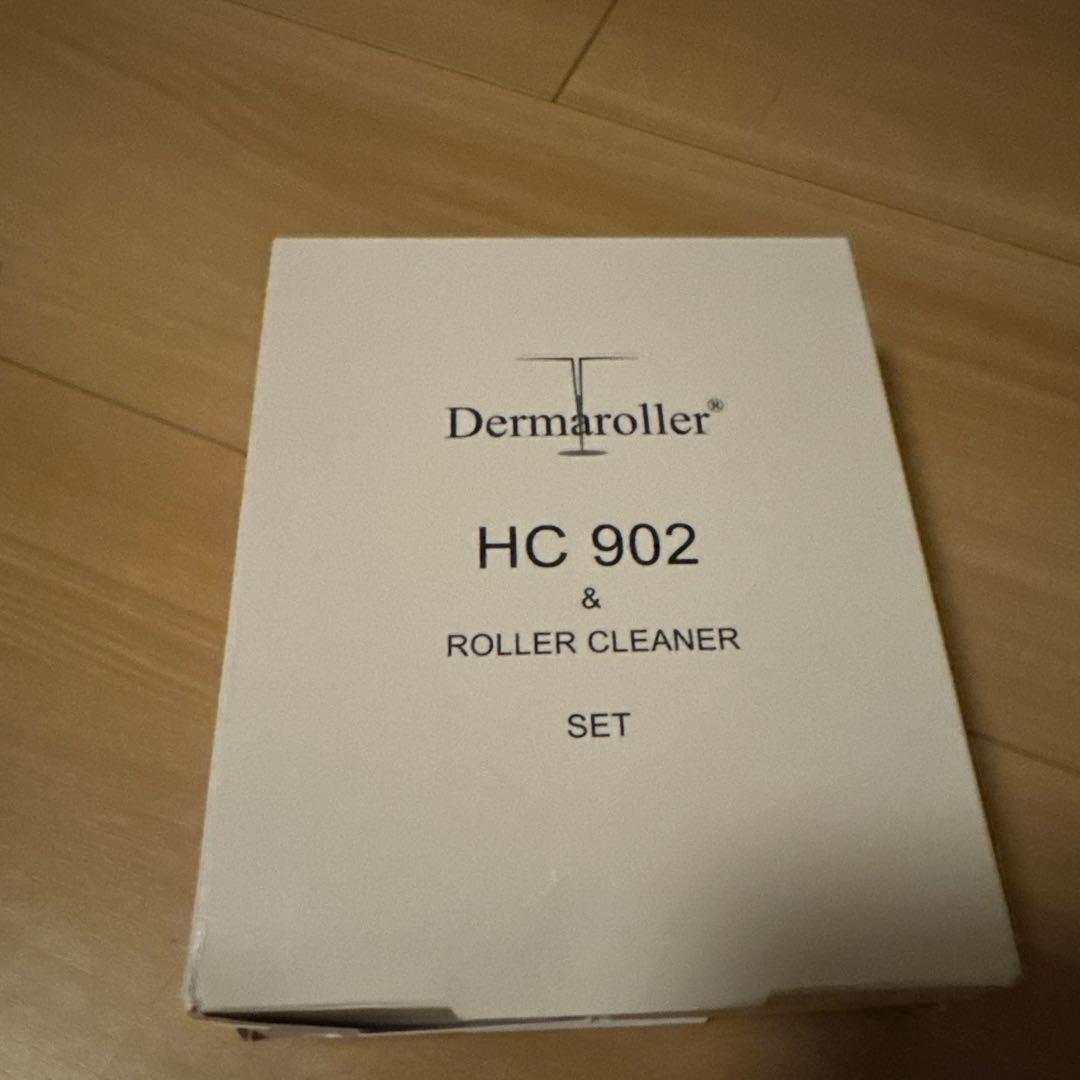 Dermaroller®
HC 902
&
ROLLER CLEANER
SET